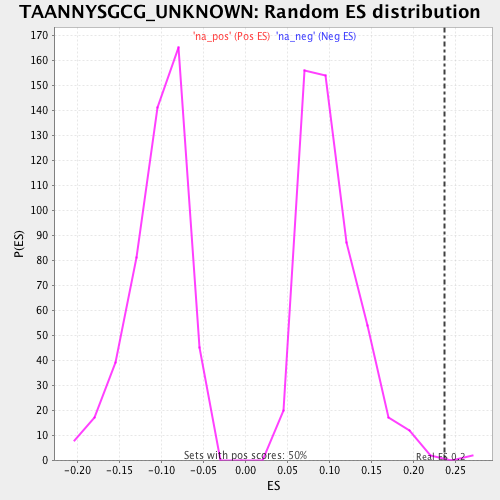 TAANNYSGCG_UNKNOWN: Random ES distribution
'na_pos' (Pos ES) 'na_neg' (Neg ES)
170
160
150
140
130
120
110
100
90
80
70
60
50
40
30
20
10
0
P(ES)
Sets with pos scores: 50%
Real ES 0.2
-0.20 -0.15 -0.10 -0.05 0.00 0.05 0.10 0.15 0.20 0.25
ES